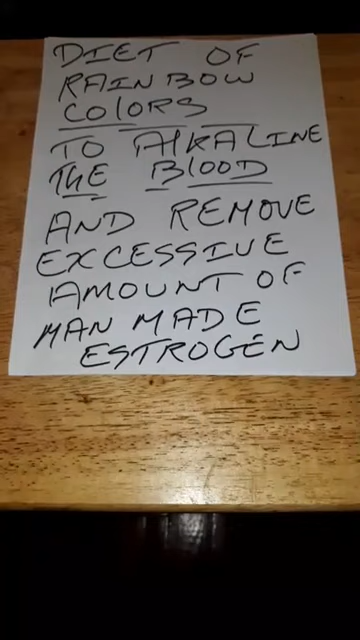 DIET OF
RAINBOW
COLORS
TO AlKALINE
THE BlOOD
AND REMOVE
EXCESSIVE
AMOUNT OF
MAN MADE
ESTROGEN